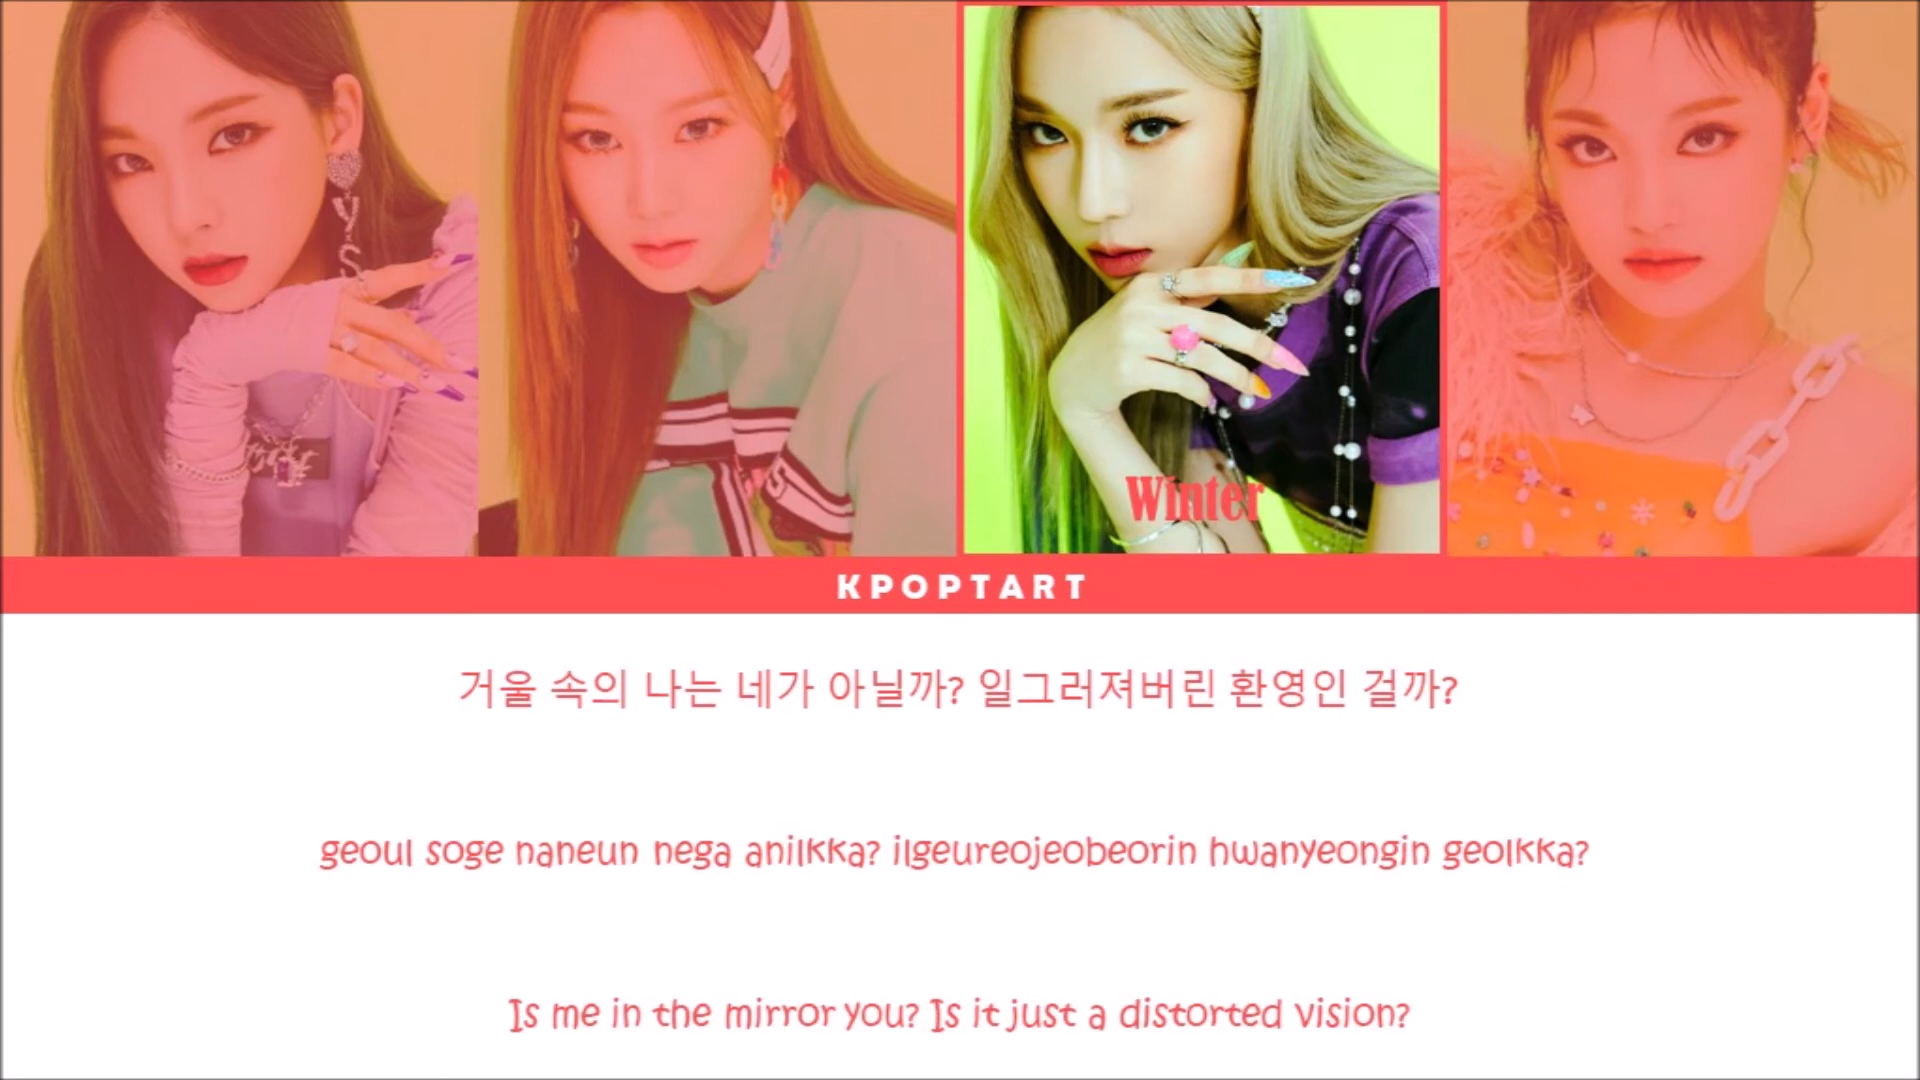 YS
Winter
KPOPTART
거울 속의 나는 네가 아닐까? 일그러져버린 환영인 걸까?
geoul soge naneun nega anilkka? ilgeureojeobeorin hwanyeongin geolkka?
Is me in the mirror you? Is it just a distorted vision?